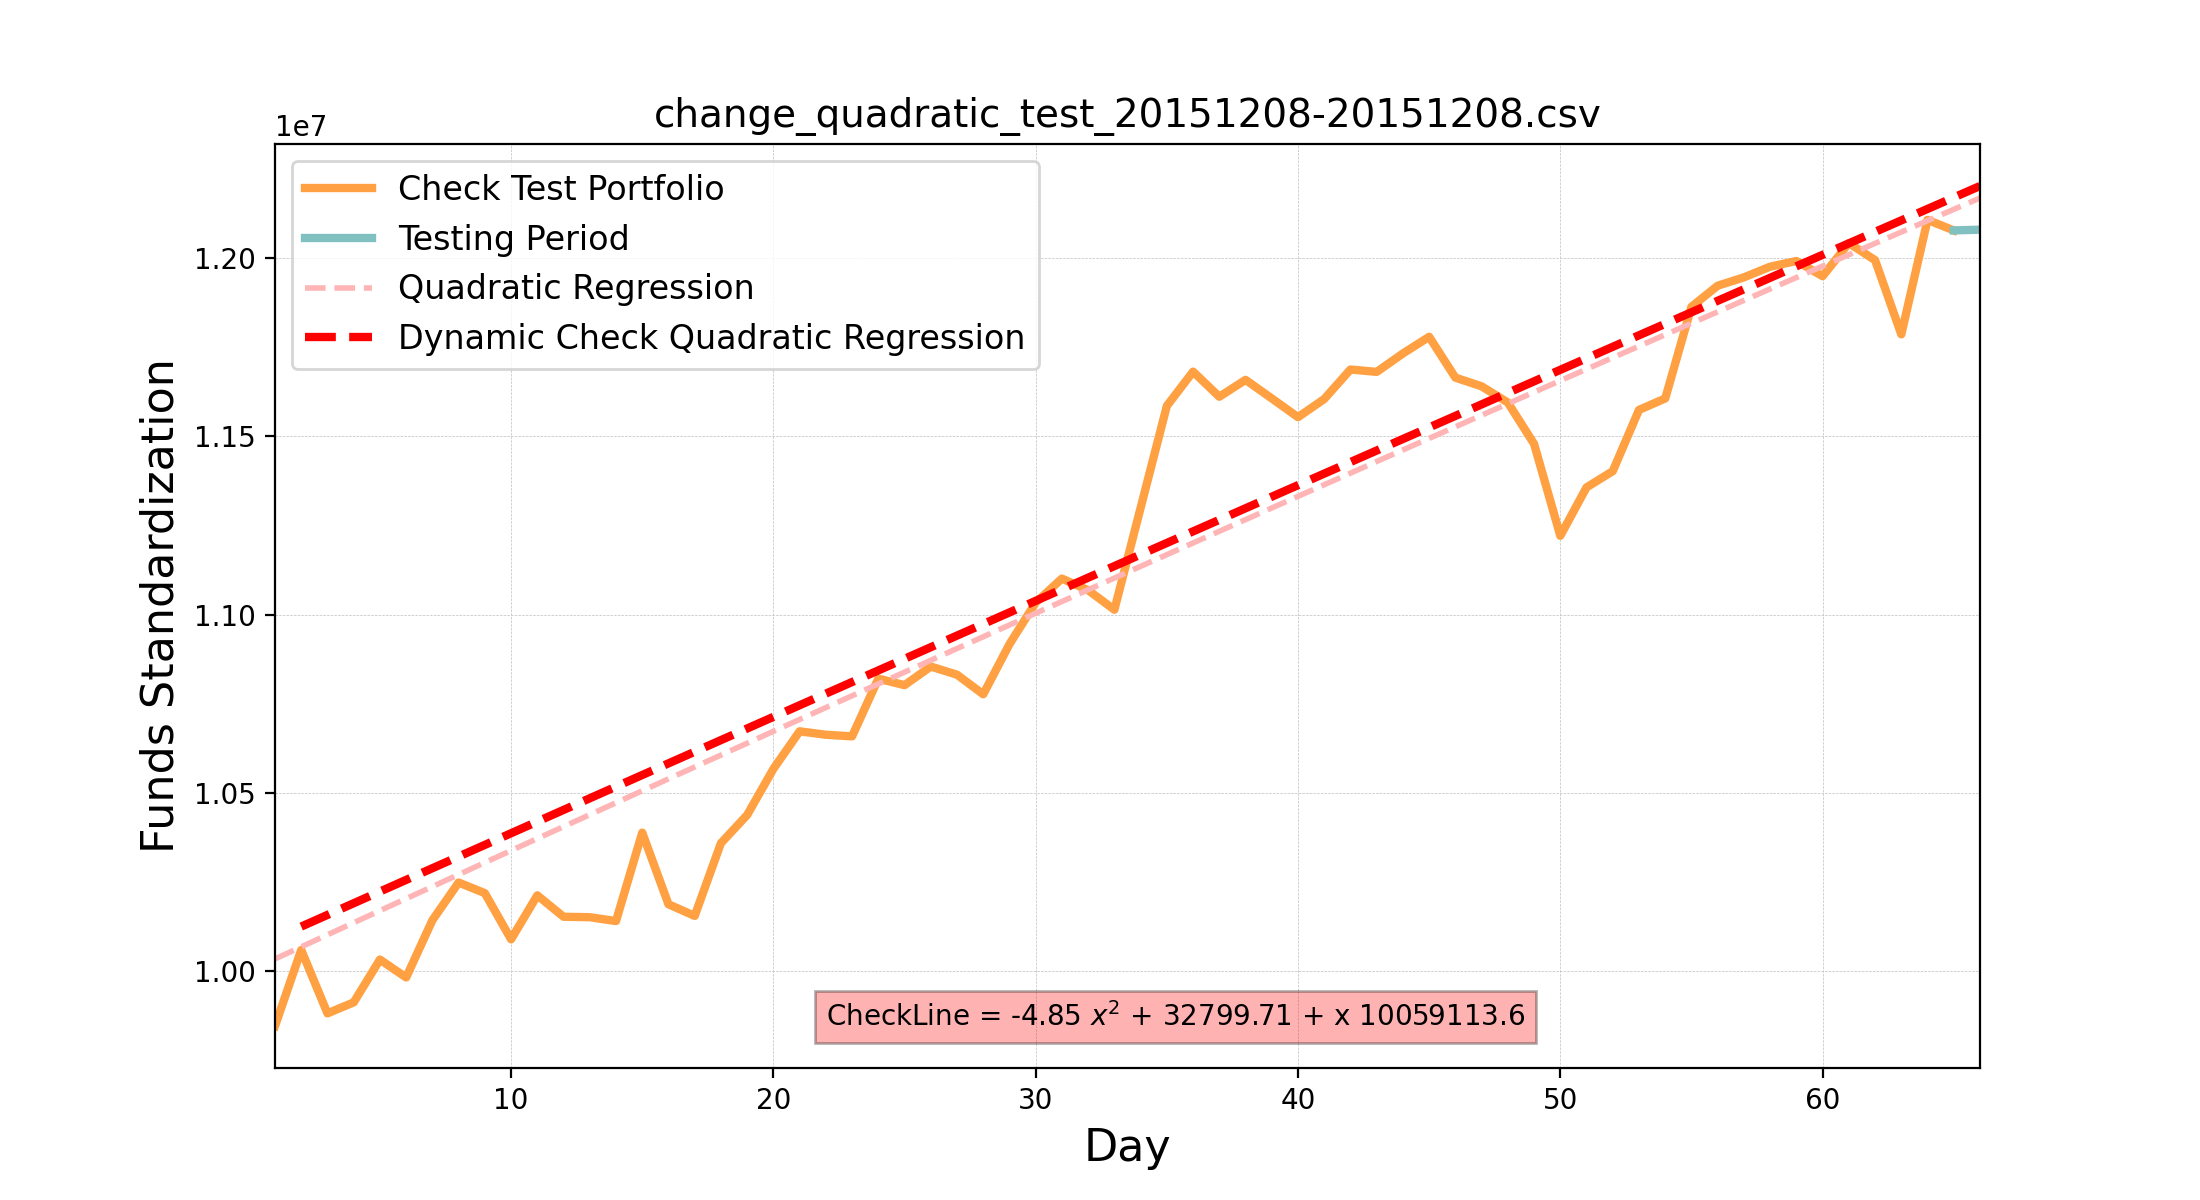 change_quadratic_test_20151208-20151208.csv
1e7
Check Test Portfolio
Testing Period
Quadratic Regression
Dynamic Check Quadratic Regression
1.20
1.15
1.10
1.05
1.00
Funds Standardization
CheckLine = -4.85 x² + 32799.71 + x 10059113.6
10 20 30 40 50 60
Day